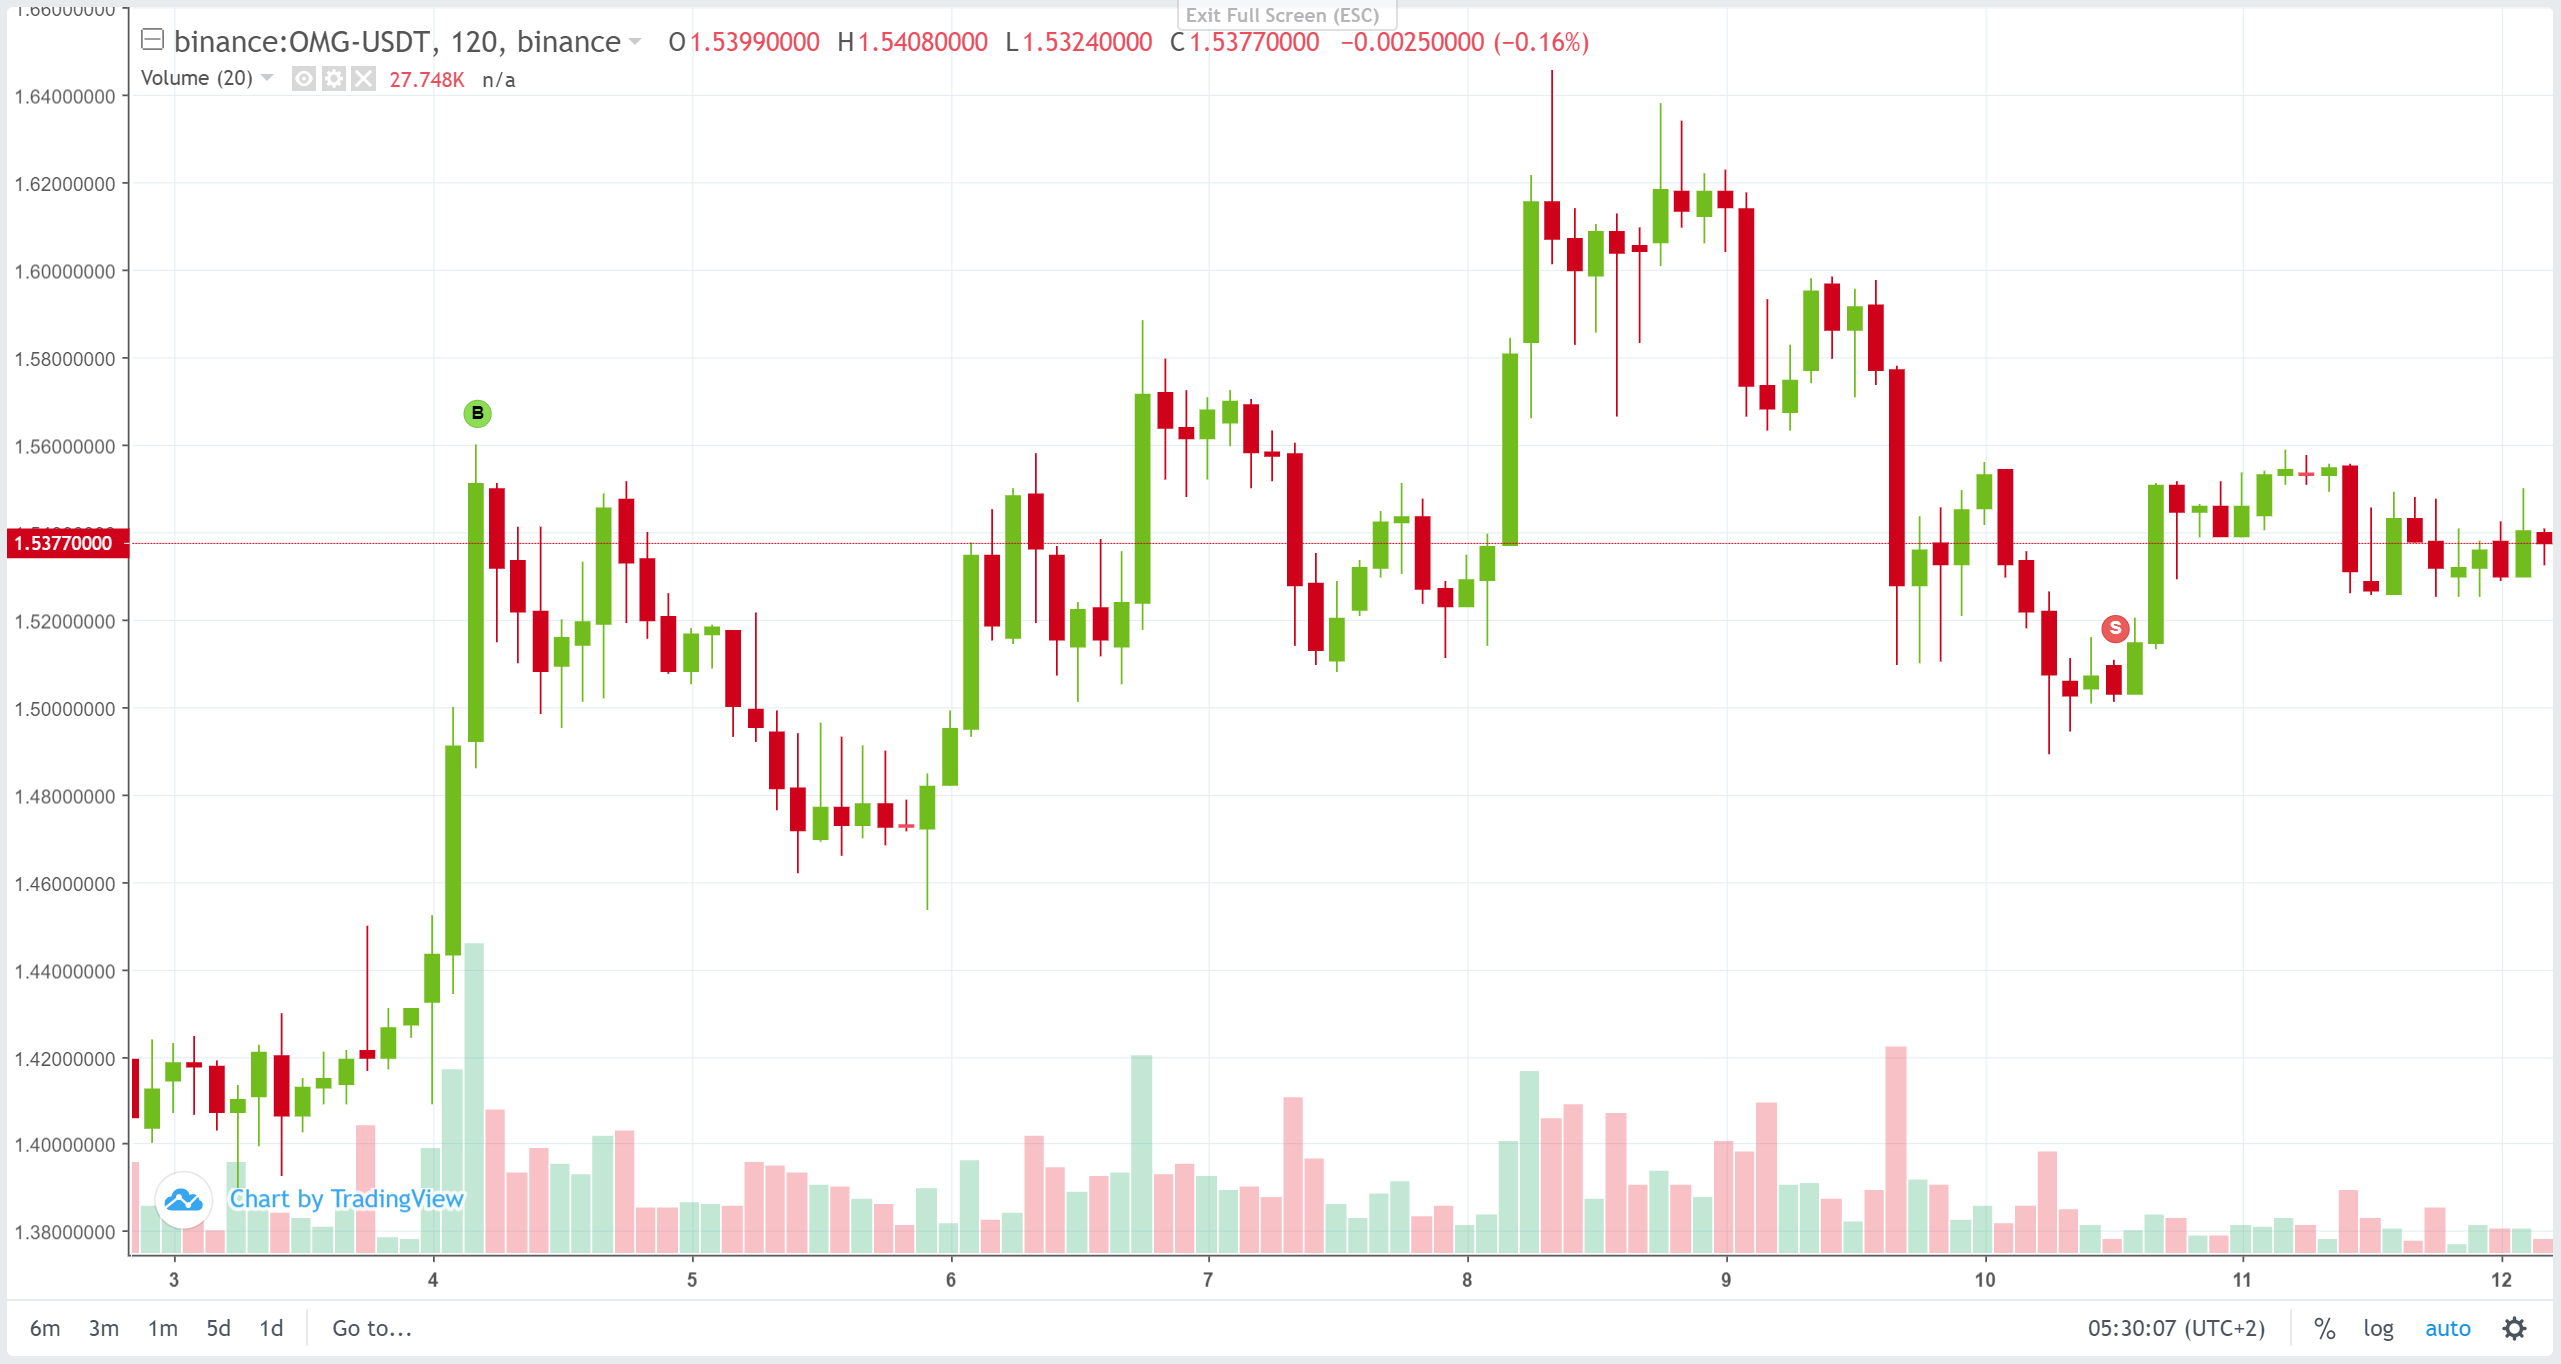 Exit Full Screen (ESC)
binance:OMG-USDT, 120, binance O1.53990000 H1.54080000 L1.53240000 C1.53770000 −0.00250000 (−0.16%)
Volume (20) 27.748K n/a
1.66000000
1.64000000
1.62000000
1.60000000
1.58000000
1.56000000
B
1.54000000
1.53770000
1.52000000
S
1.50000000
1.48000000
1.46000000
1.44000000
1.42000000
1.40000000
Chart by TradingView
1.38000000
3 4 5 6 7 8 9 10 11 12
6m 3m 1m 5d 1d Go to... 05:30:07 (UTC+2) % log auto